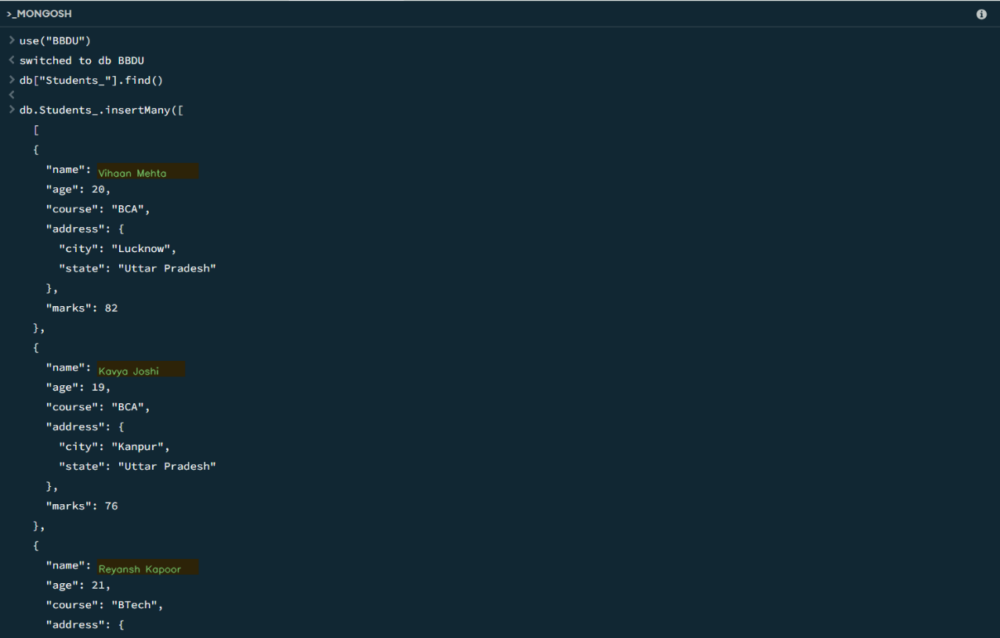 >_MONGOSH
> use("BBDU")
< switched to db BBDU
> db["Students_"].find()
<
> db.Students_.insertMany([
[
{
"name": Vihaan Mehta
"age": 20,
"course": "BCA",
"address": {
"city": "Lucknow",
"state": "Uttar Pradesh"
},
"marks": 82
},
{
"name": Kavya Joshi
"age": 19,
"course": "BCA",
"address": {
"city": "Kanpur",
"state": "Uttar Pradesh"
},
"marks": 76
},
{
"name": Reyansh Kapoor
"age": 21,
"course": "BTech",
"address": {